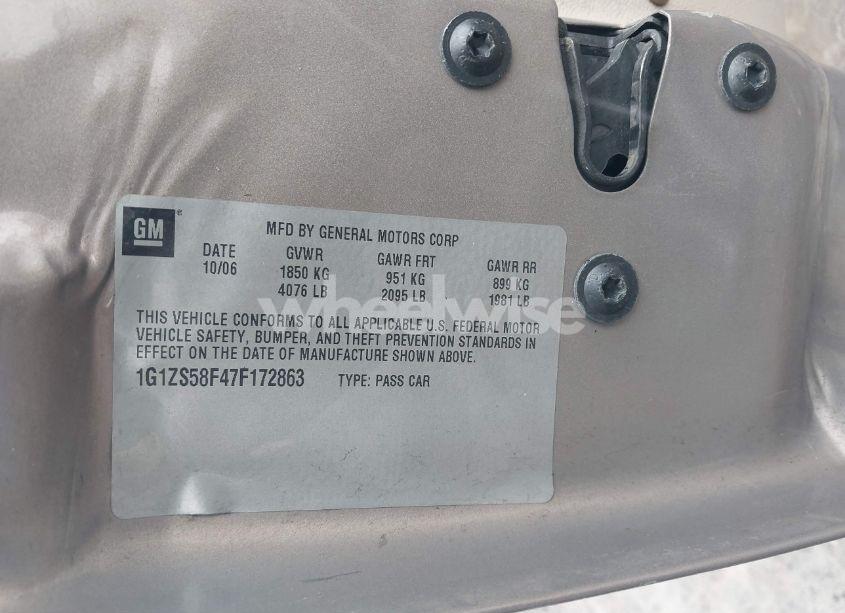 GM
MFD BY GENERAL MOTORS CORP
DATE GVWR GAWR FRT GAWR RR
10/06 1850 KG 951 KG 899 KG
4076 LB 2095 LB 1981 LB
THIS VEHICLE CONFORMS TO ALL APPLICABLE U.S. FEDERAL MOTOR
VEHICLE SAFETY, BUMPER, AND THEFT PREVENTION STANDARDS IN
EFFECT ON THE DATE OF MANUFACTURE SHOWN ABOVE.
1G1ZS58F47F172863 TYPE: PASS CAR
wheelwise